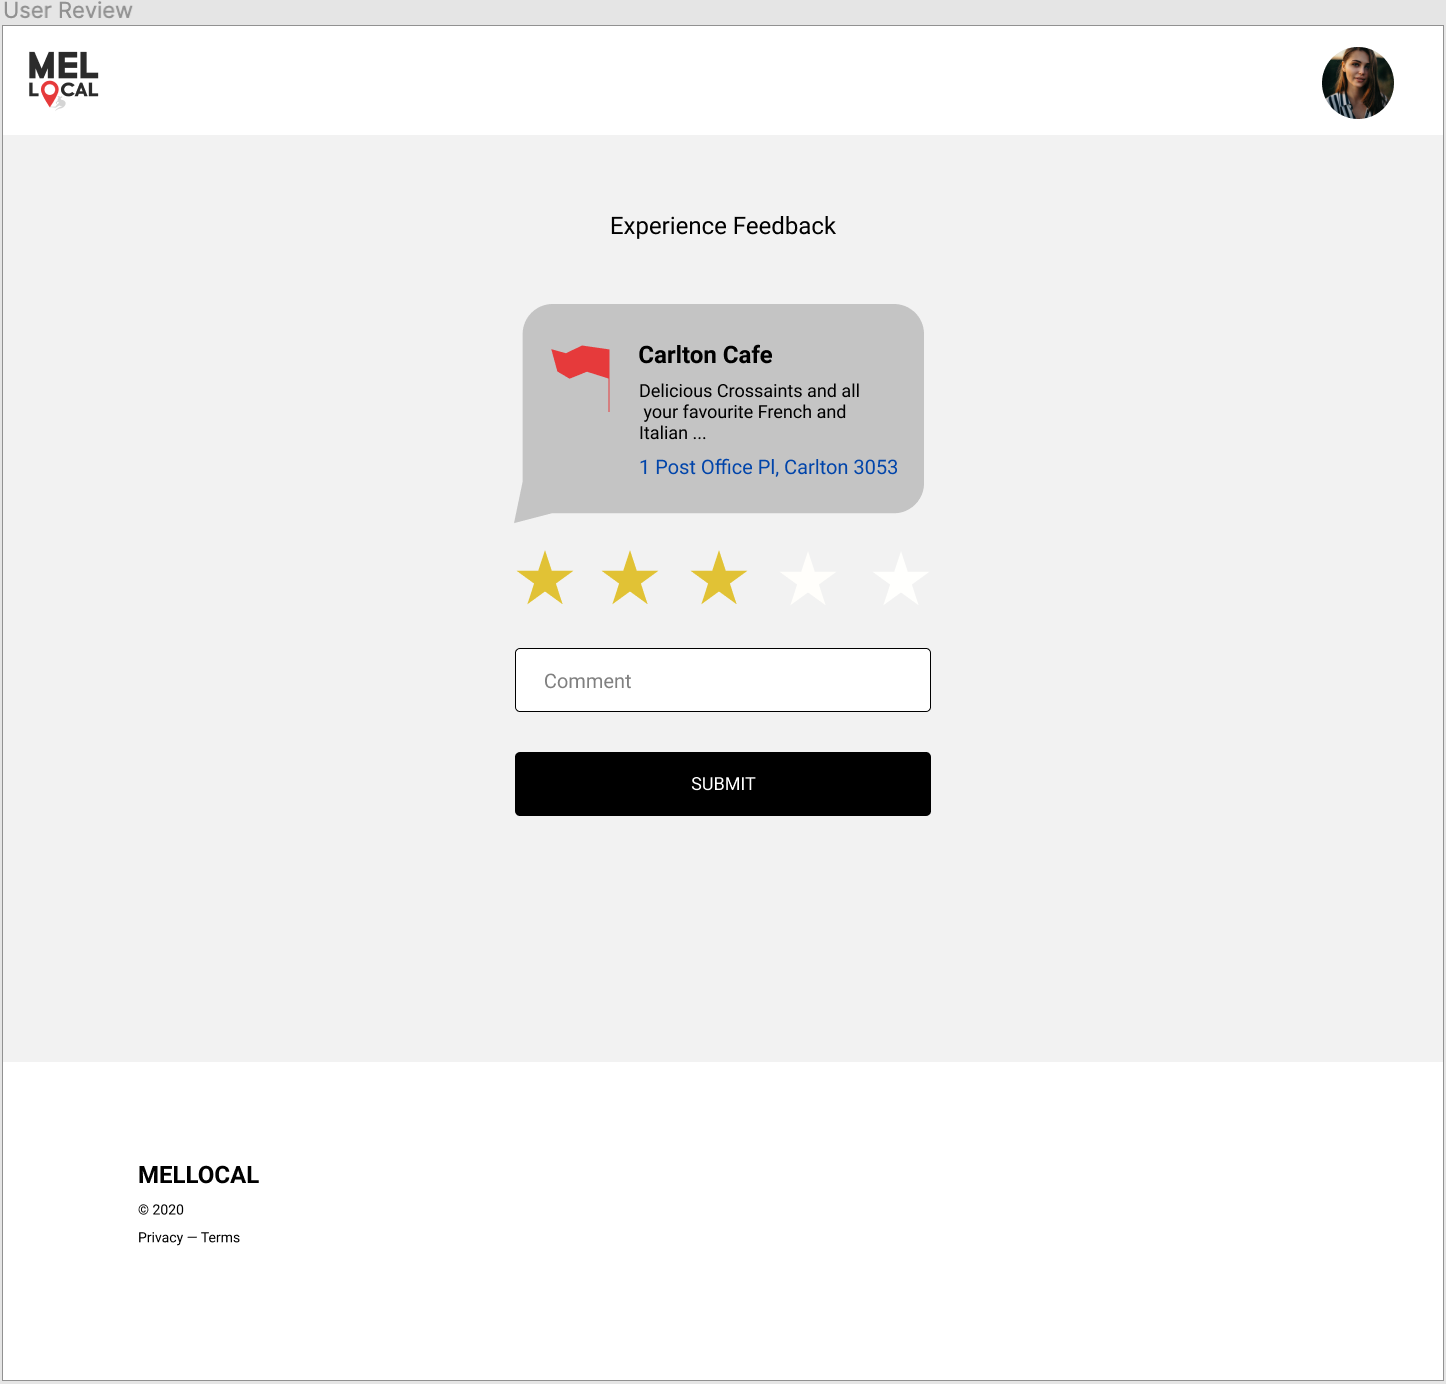 User Review
MEL
LOCAL
Experience Feedback
Carlton Cafe
Delicious Crossaints and all
your favourite French and
Italian ...
1 Post Office Pl, Carlton 3053
Comment
SUBMIT
MELLOCAL
© 2020
Privacy — Terms